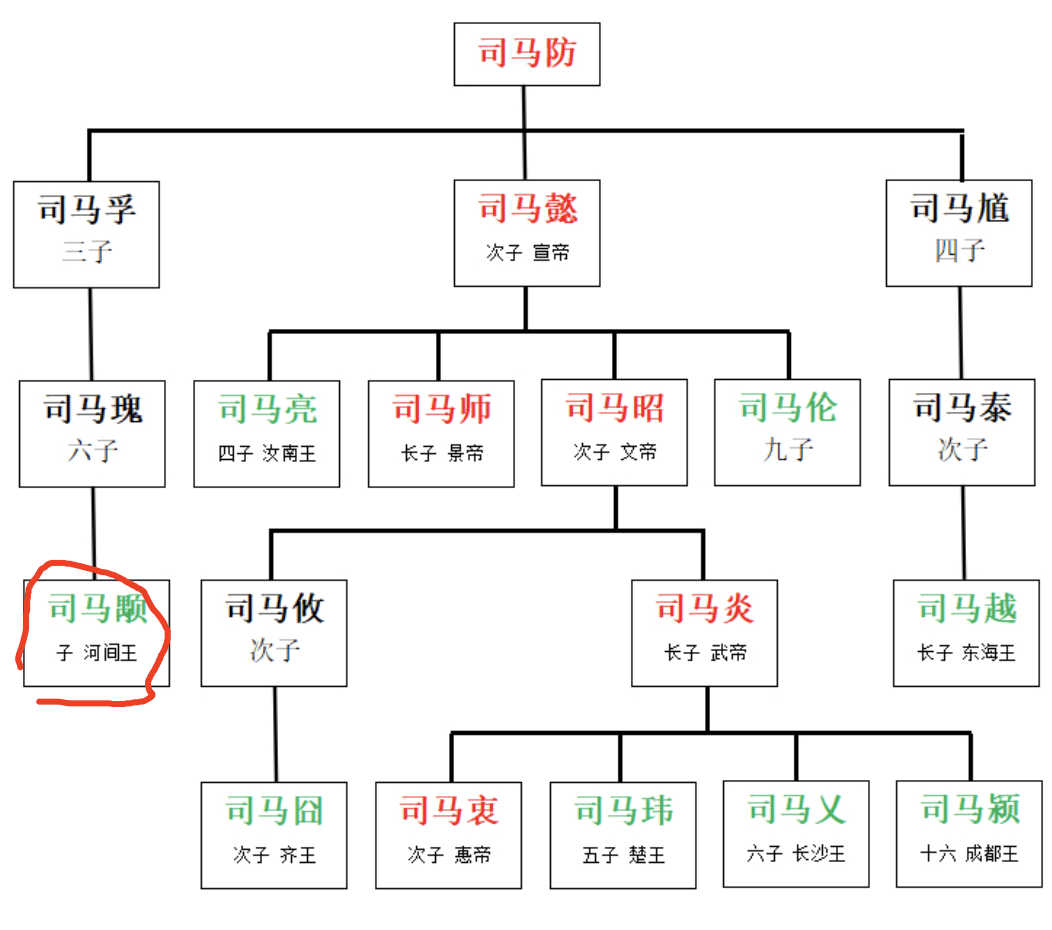 司马防
司马孚
三子
司马懿
次子 宣帝
司马馗
四子
司马瑰
六子
司马亮
四子 汝南王
司马师
长子 景帝
司马昭
次子 文帝
司马伦
九子
司马泰
次子
司马颙
子 河间王
司马攸
次子
司马炎
长子 武帝
司马越
长子 东海王
司马囧
次子 齐王
司马衷
次子 惠帝
司马玮
五子 楚王
司马乂
六子 长沙王
司马颖
十六 成都王